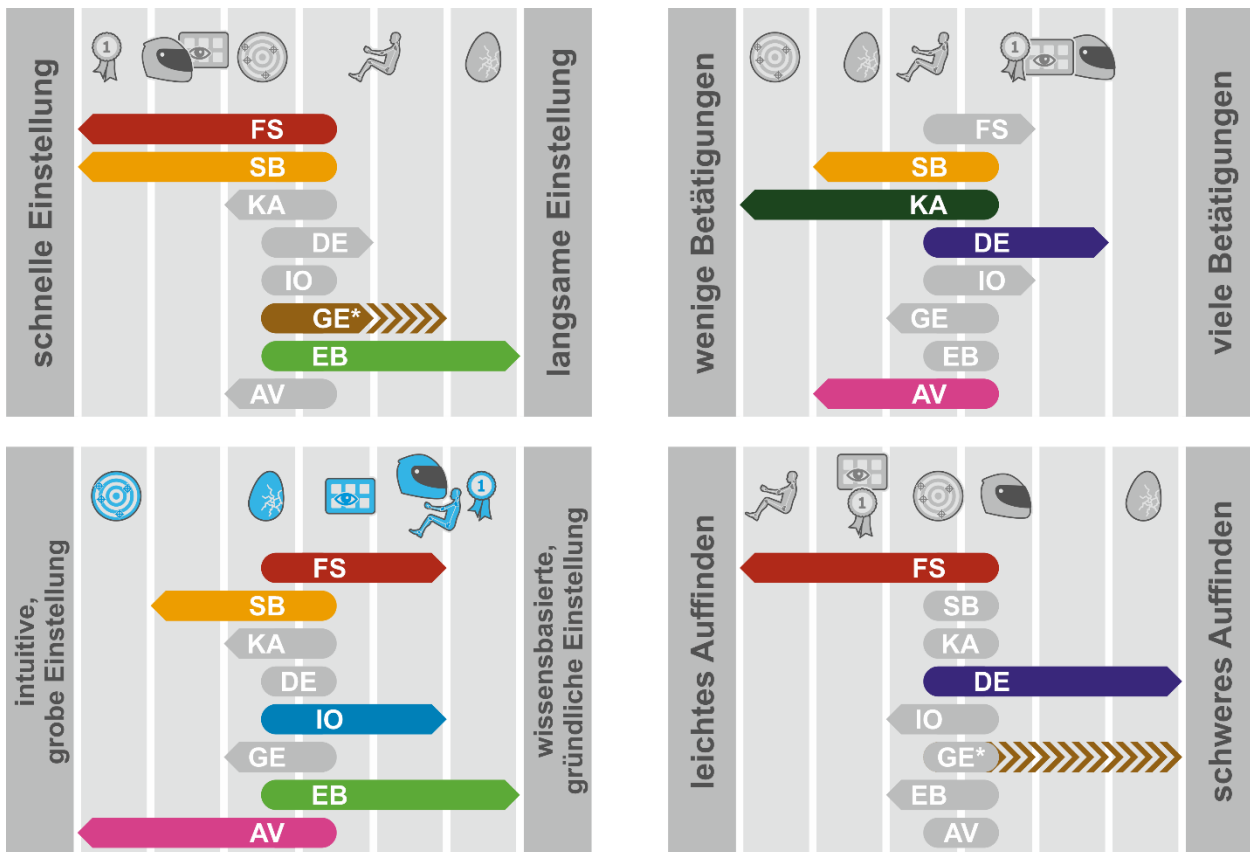 schnelle Einstellung
1
FS
SB
KA
DE
IO
GE*
EB
AV
langsame Einstellung
wenige Betätigungen
1
FS
SB
KA
DE
IO
GE
EB
AV
viele Betätigungen
intuitive,
grobe Einstellung
1
FS
SB
KA
DE
IO
GE
EB
AV
wissensbasierte,
gründliche Einstellung
leichtes Auffinden
1
FS
SB
KA
DE
IO
GE*
EB
AV
schweres Auffinden